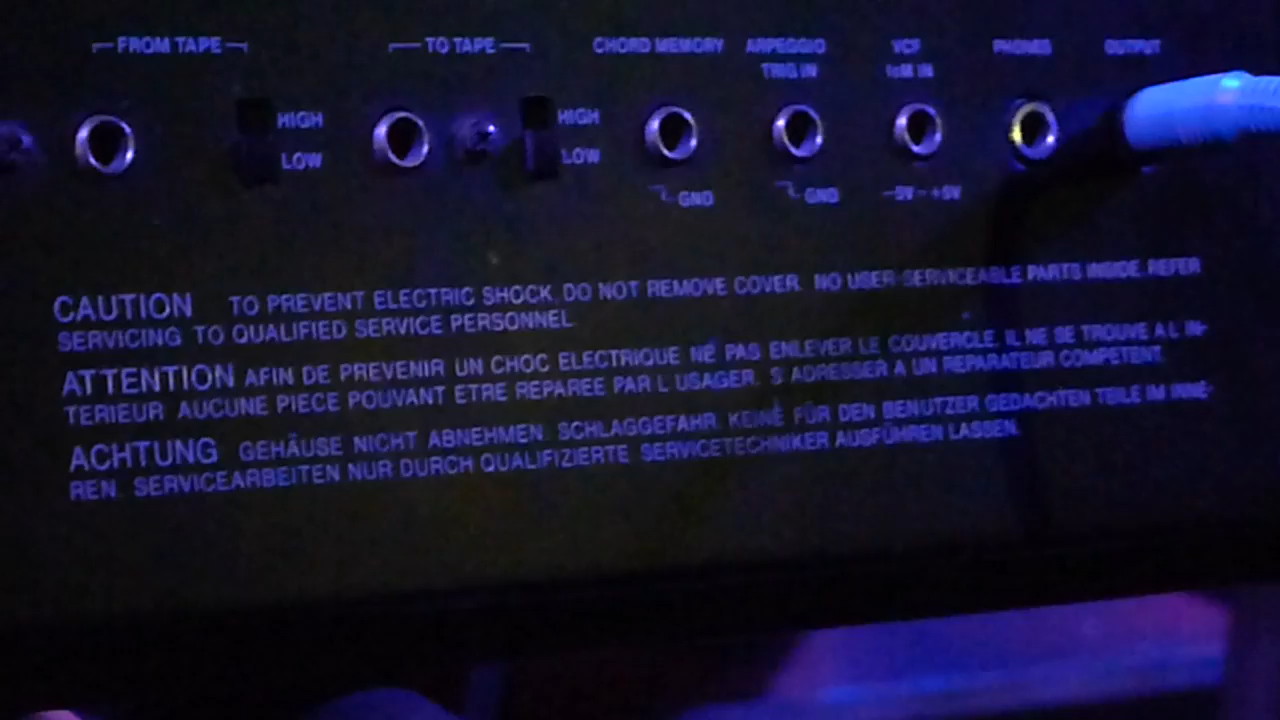 FROM TAPE
TO TAPE
CHORD MEMORY
ARPEGGIO
TRIG IN
VCF
fcM IN
PHONES
OUTPUT
HIGH
LOW
HIGH
LOW
GND
GND
-5V~+5V
CAUTION TO PREVENT ELECTRIC SHOCK, DO NOT REMOVE COVER. NO USER-SERVICEABLE PARTS INSIDE. REFER
SERVICING TO QUALIFIED SERVICE PERSONNEL
ATTENTION AFIN DE PREVENIR UN CHOC ELECTRIQUE NE PAS ENLEVER LE COUVERCLE. IL NE SE TROUVE A L IN-
TERIEUR AUCUNE PIECE POUVANT ETRE REPAREE PAR L USAGER. S ADRESSER A UN REPARATEUR COMPETENT.
ACHTUNG GEHÄUSE NICHT ABNEHMEN. SCHLAGGEFAHR. KEINE FÜR DEN BENUTZER GEDACHTEN TEILE IM INNE-
REN. SERVICEARBEITEN NUR DURCH QUALIFIZIERTE SERVICETECHNIKER AUSFÜHREN LASSEN.